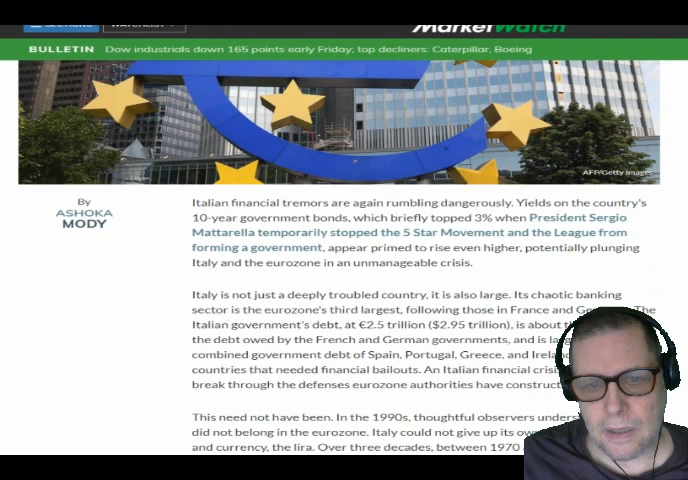 SECTIONS WATCHLIST
MarketWatch
BULLETIN Dow industrials down 165 points early Friday; top decliners: Caterpillar, Boeing
AFP/Getty Images
By
ASHOKA
MODY
Italian financial tremors are again rumbling dangerously. Yields on the country's
10-year government bonds, which briefly topped 3% when President Sergio
Mattarella temporarily stopped the 5 Star Movement and the League from
forming a government, appear primed to rise even higher, potentially plunging
Italy and the eurozone in an unmanageable crisis.
Italy is not just a deeply troubled country, it is also large. Its chaotic banking
sector is the eurozone's third largest, following those in France and The
Italian government's debt, at €2.5 trillion ($2.95 trillion), is about
the debt owed by the French and German governments, and is
combined government debt of Spain, Portugal, Greece, and
countries that needed financial bailouts. An Italian financial
break through the defenses eurozone authorities have
This need not have been. In the 1990s, thoughtful observers
did not belong in the eurozone. Italy could not give up its
and currency, the lira. Over three decades, between 1970